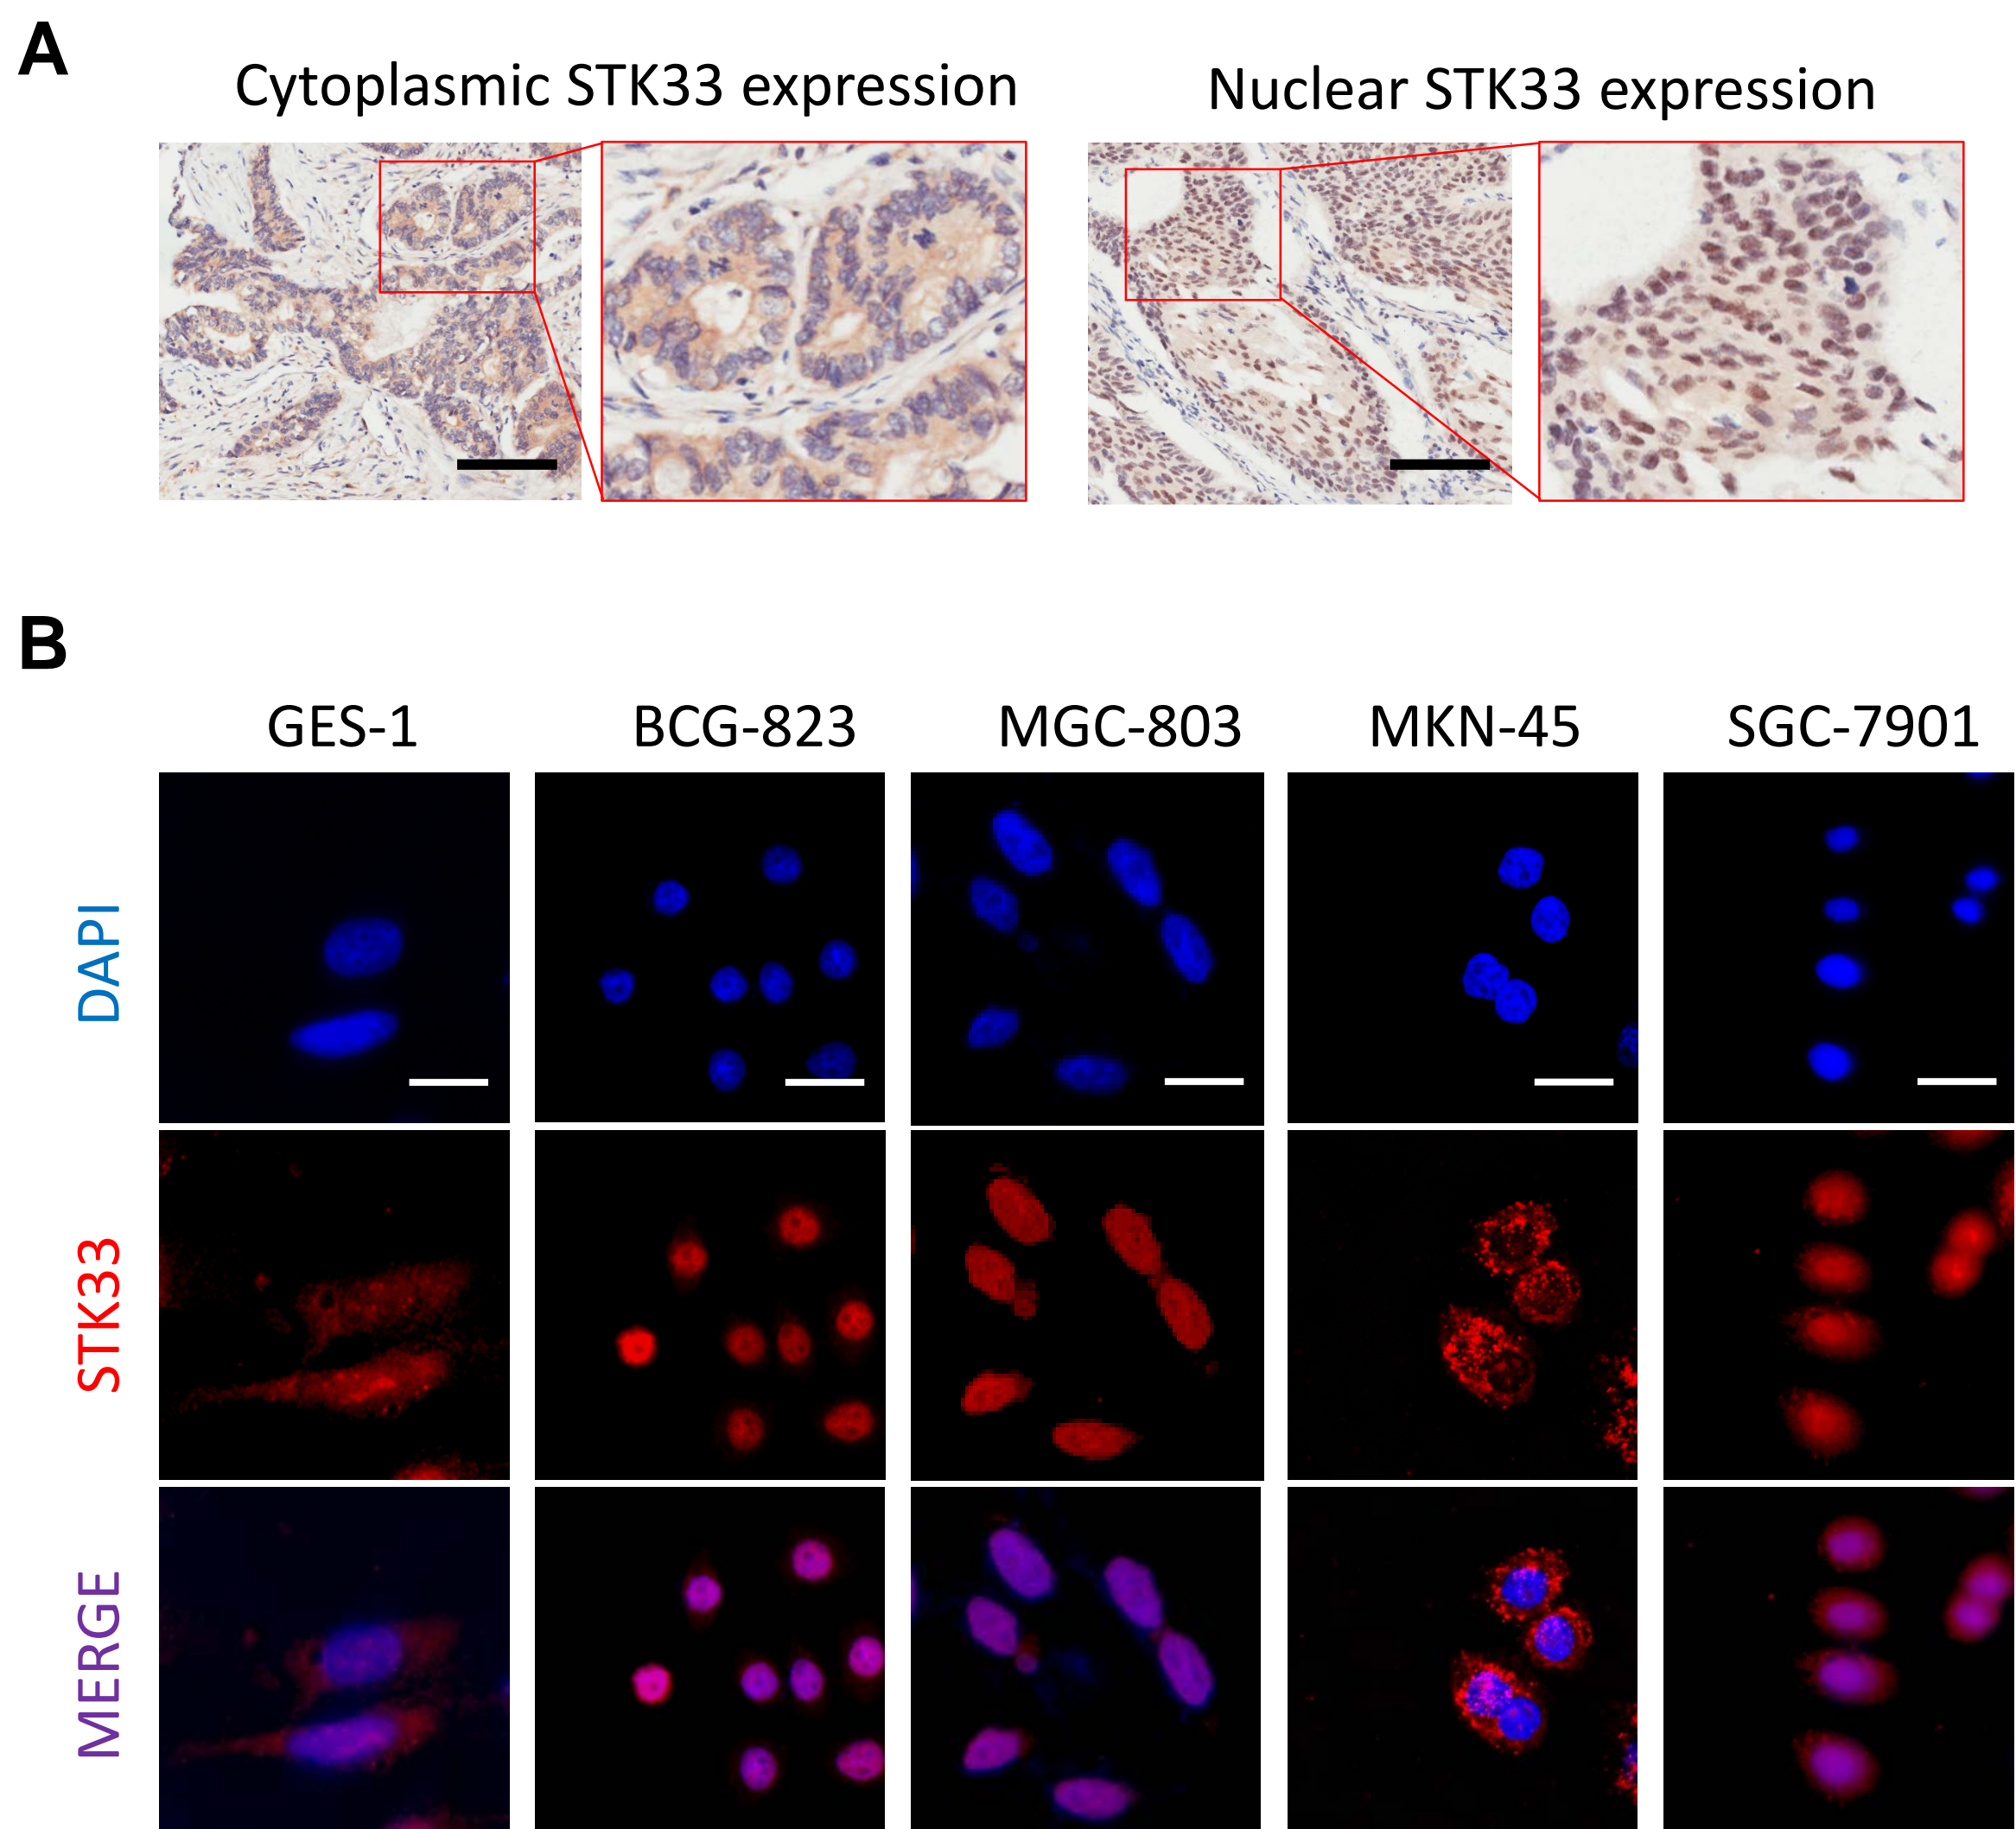 A
Cytoplasmic STK33 expression
Nuclear STK33 expression
B
GES-1
BCG-823
MGC-803
MKN-45
SGC-7901
DAPI
STK33
MERGE